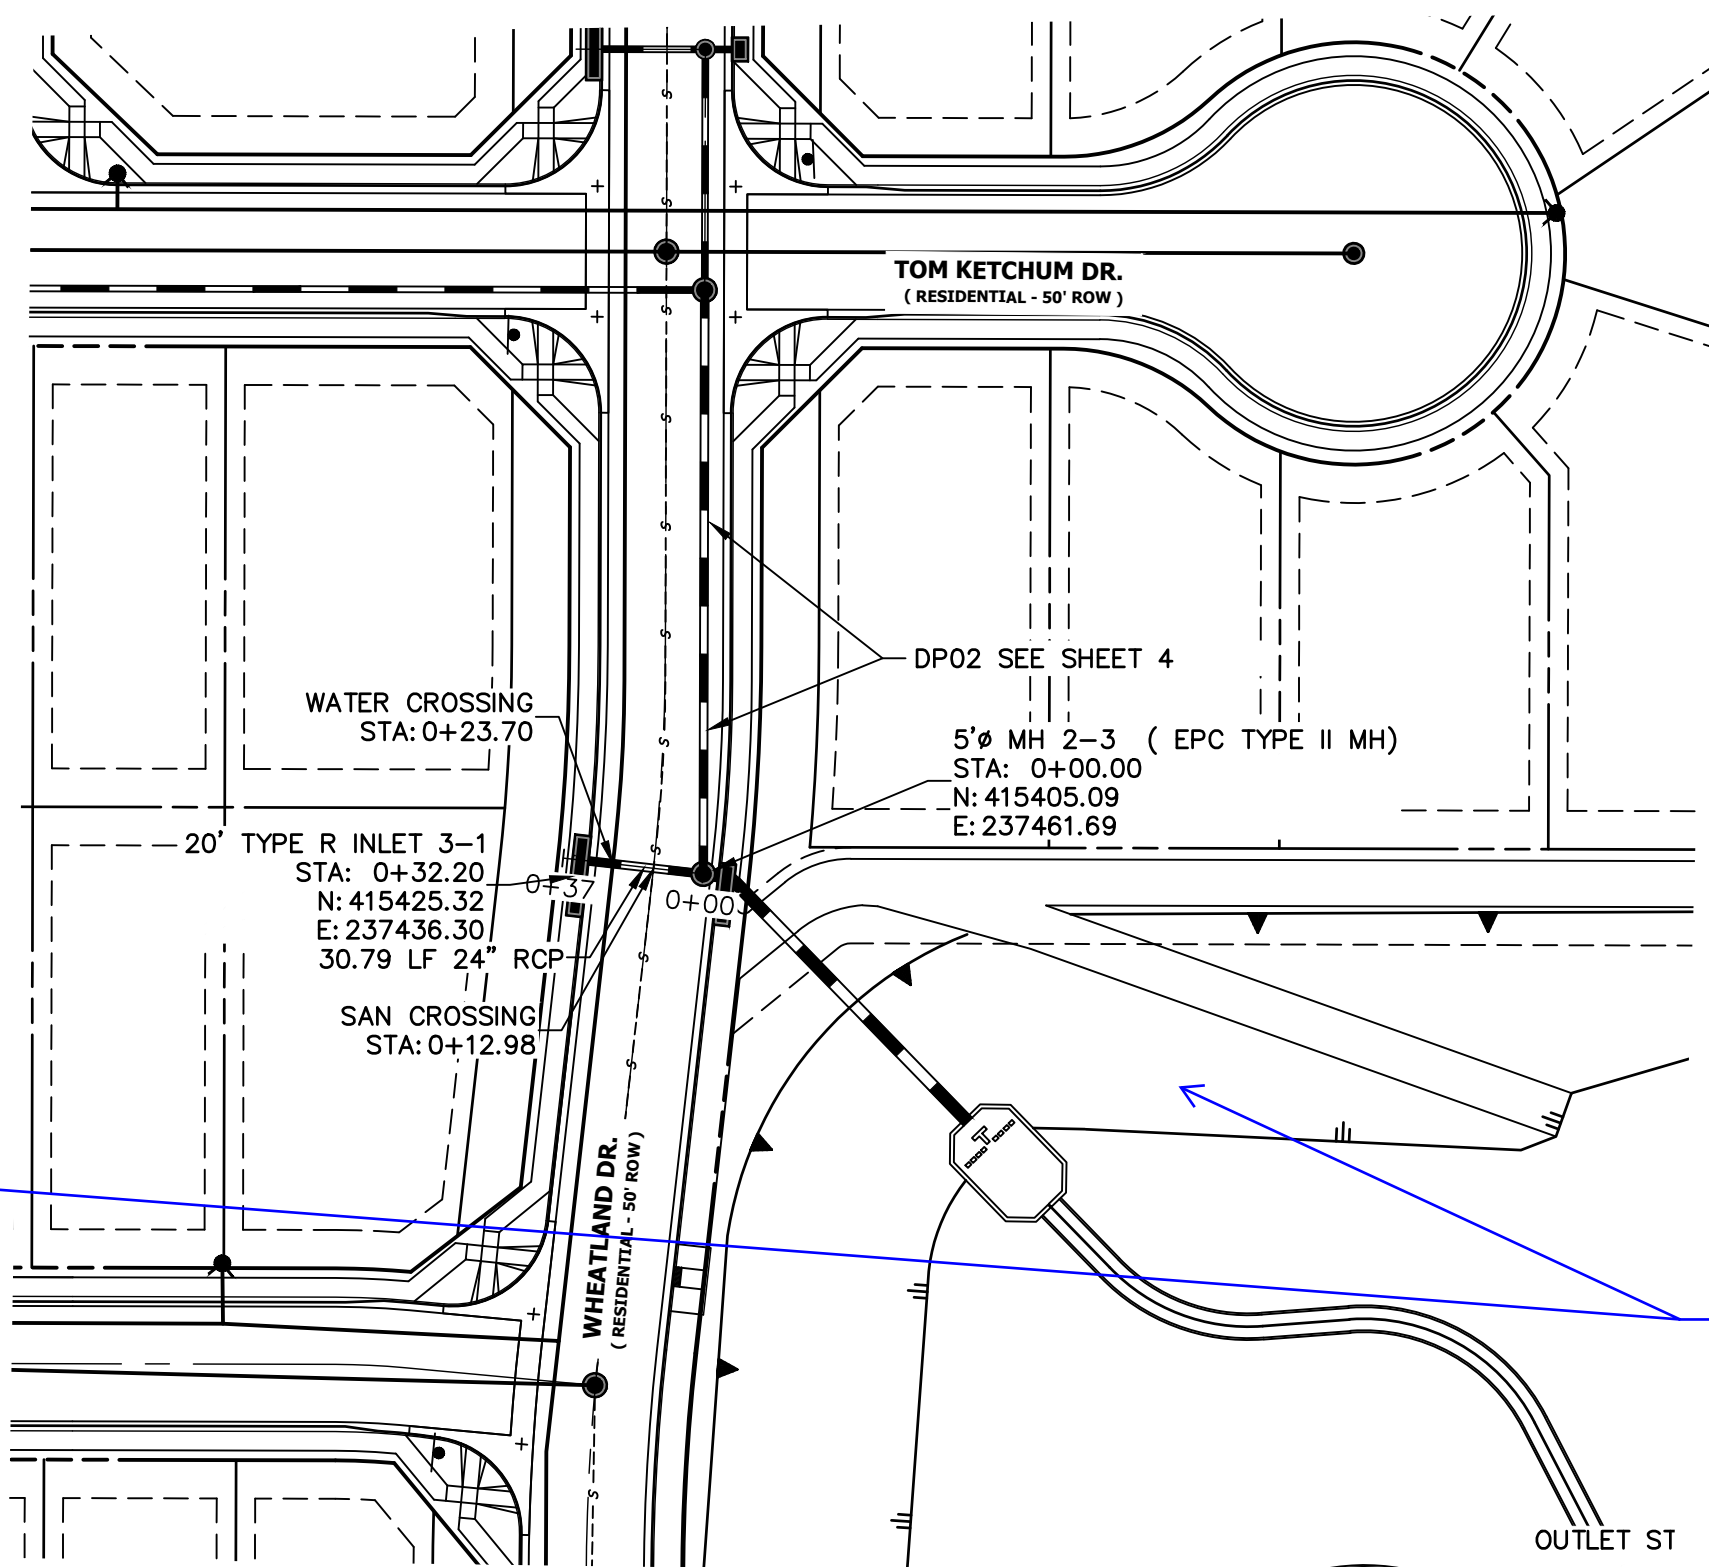 TOM KETCHUM DR.
( RESIDENTIAL - 50' ROW )
DP02 SEE SHEET 4
WATER CROSSING
STA: 0+23.70
5'ø MH 2-3 ( EPC TYPE II MH)
STA: 0+00.00
N: 415405.09
E: 237461.69
20' TYPE R INLET 3-1
STA: 0+32.20
N: 415425.32
E: 237436.30
30.79 LF 24" RCP
0+37
0+00
SAN CROSSING
STA: 0+12.98
WHEATLAND DR.
( RESIDENTIAL - 50' ROW )
S
S
S
S
S
S
S
S
S
S
S
OUTLET ST